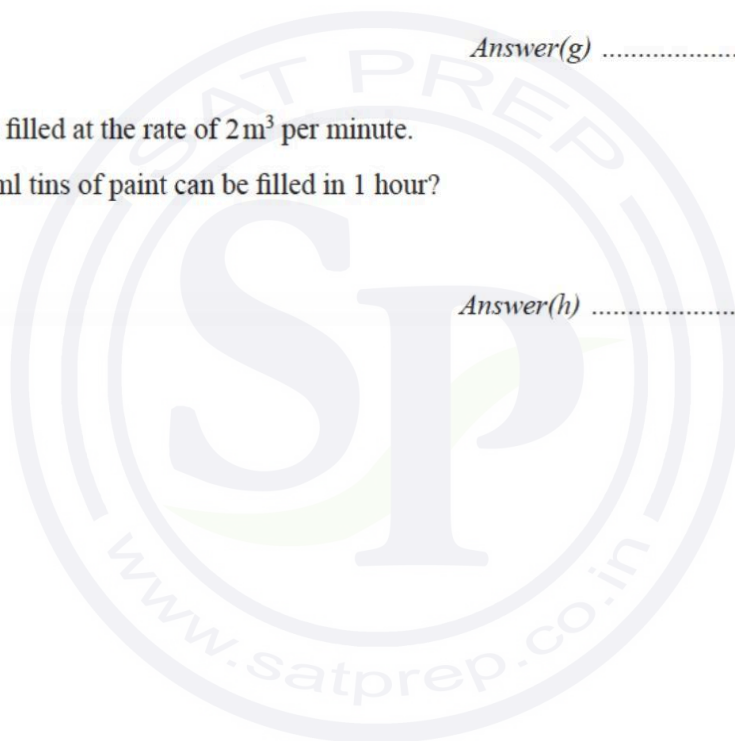 Answer(g) ....................
filled at the rate of 2 m³ per minute.
ml tins of paint can be filled in 1 hour?
Answer(h) ....................
SAT PREP
SP
www.satprep.co.in